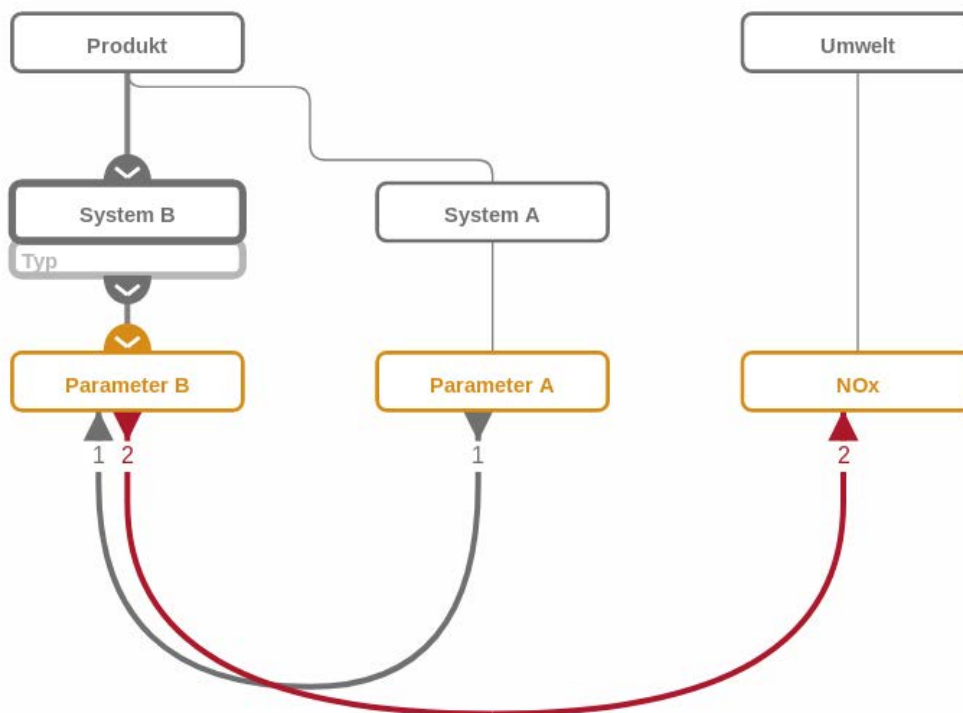 Produkt
Umwelt
System B
System A
Typ
Parameter B
Parameter A
NOx
1 2
1
2